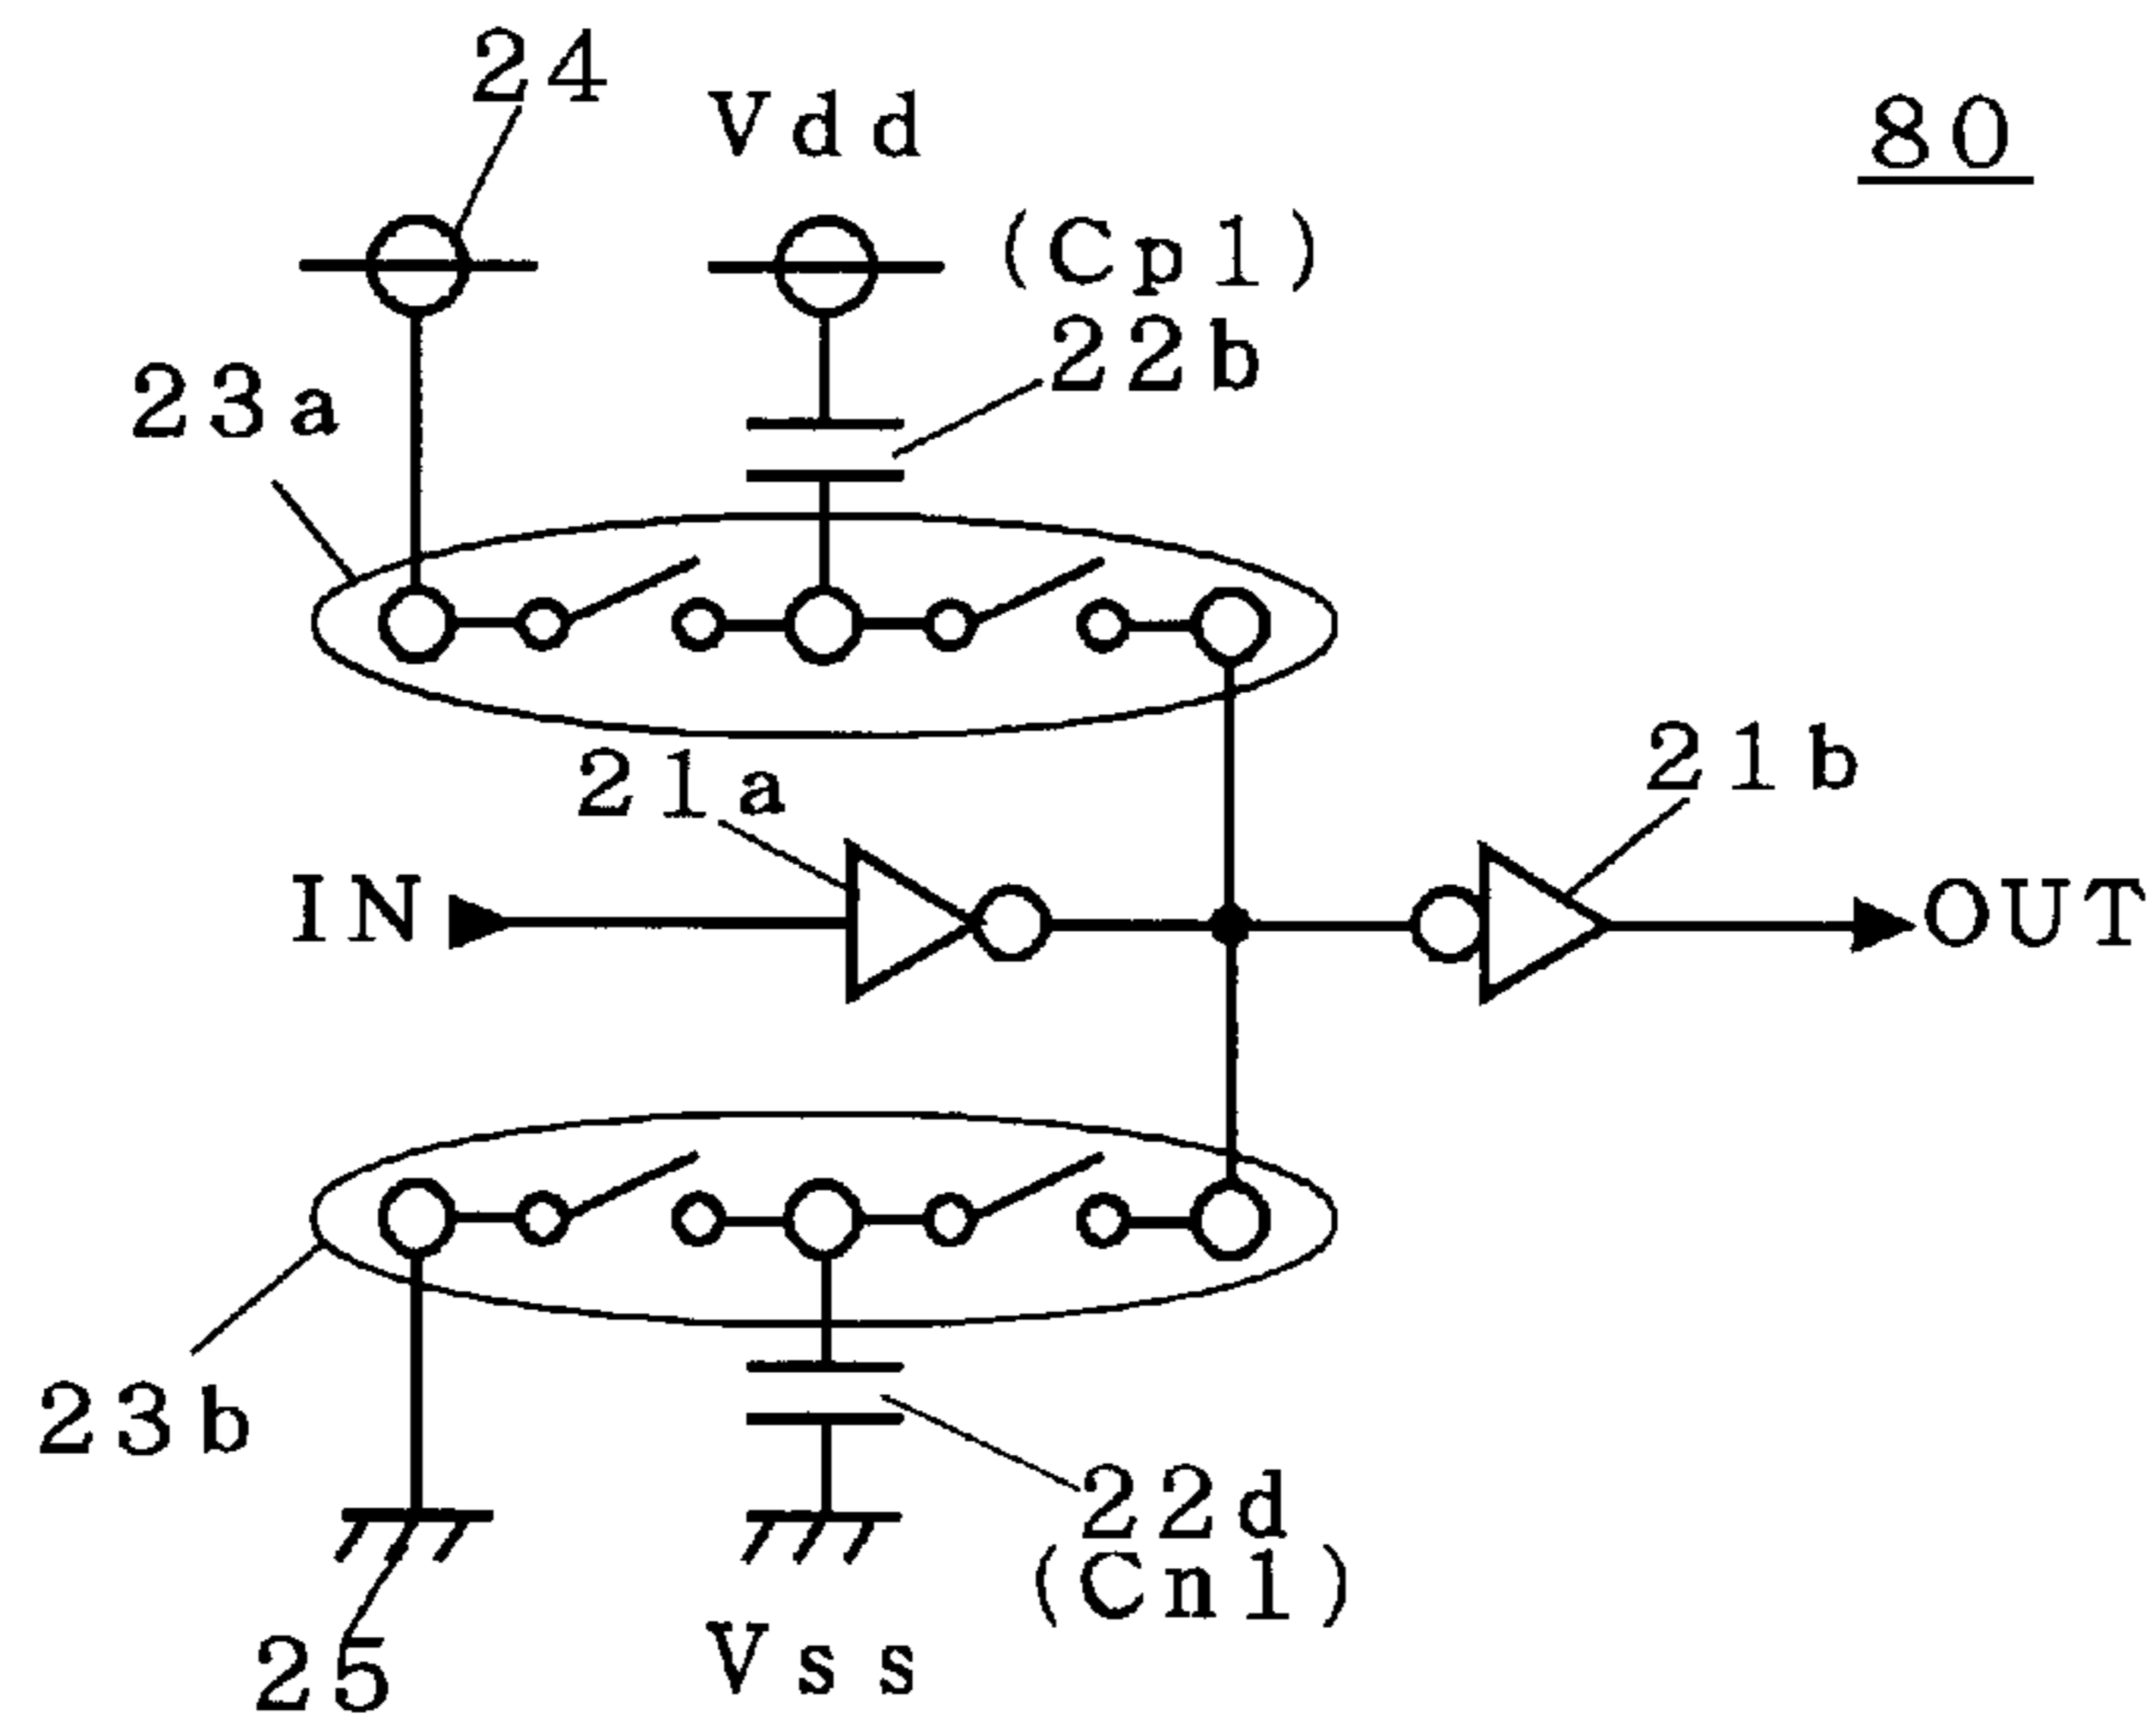 24
Vdd
80
(Cp1)
22b
23a
21a
21b
IN
OUT
23b
22d
(Cn1)
25
Vss